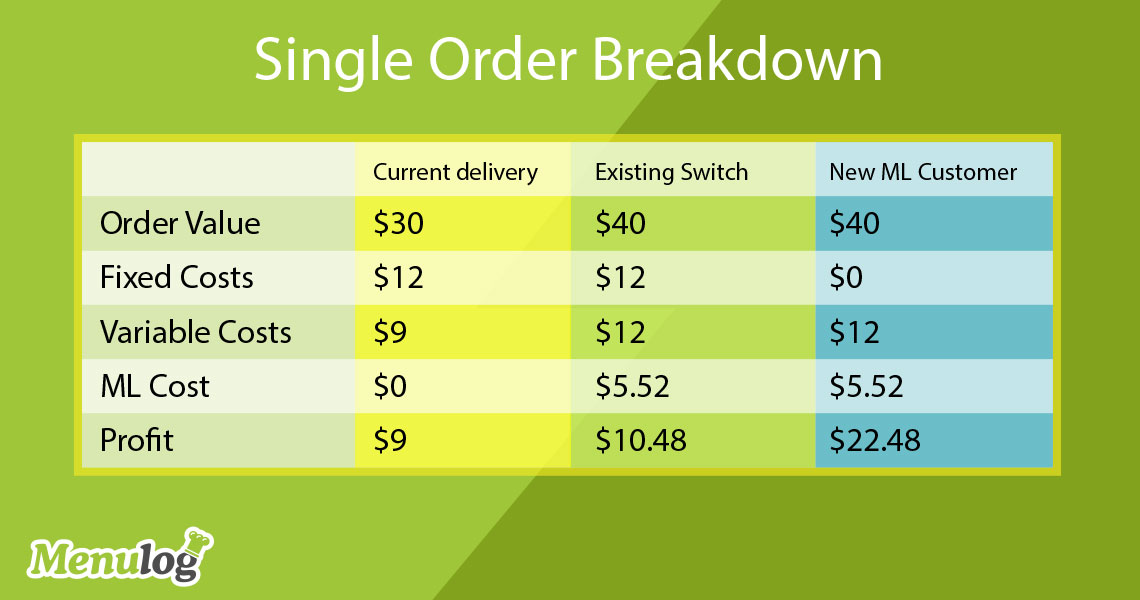 Single Order Breakdown
Current delivery Existing Switch New ML Customer
Order Value $30 $40 $40
Fixed Costs $12 $12 $0
Variable Costs $9 $12 $12
ML Cost $0 $5.52 $5.52
Profit $9 $10.48 $22.48
Menulog